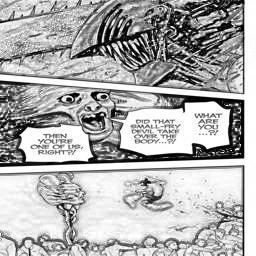 WHAT
ARE
YOU
...?!
DID THAT
SMALL-FRY
DEVIL TAKE
OVER THE
BODY...?!
THEN
YOU'RE
ONE OF US,
RIGHT?!